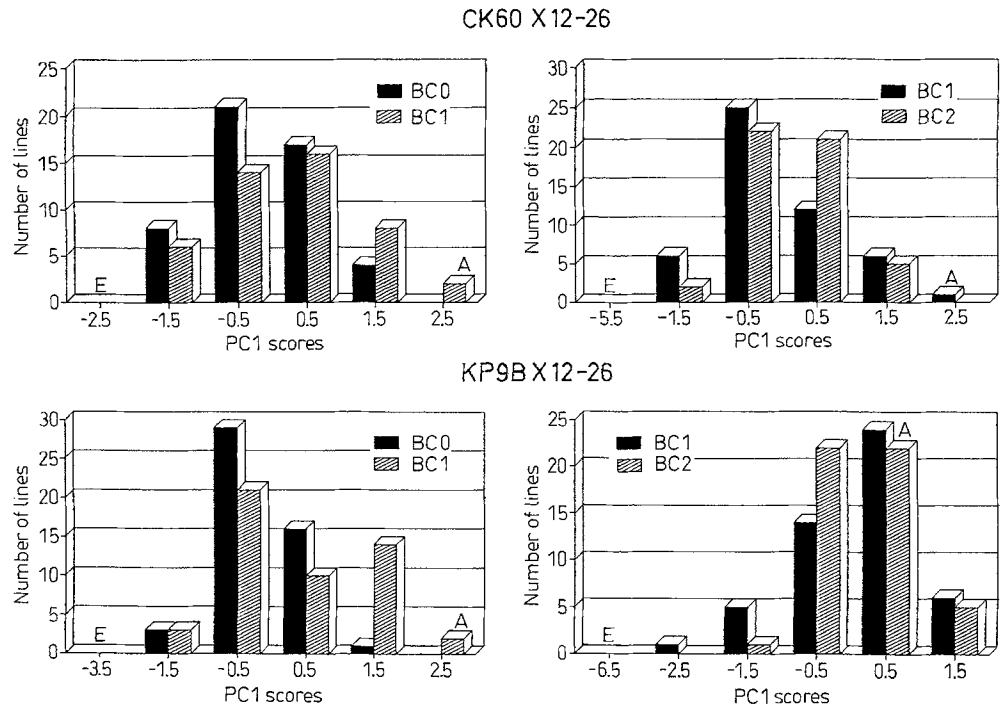 CK60 X 12-26
Number of lines
25
20
15
10
5
0
BC0
BC1
E
A
-2.5 -1.5 -0.5 0.5 1.5 2.5
PC1 scores
Number of lines
30
25
20
15
10
5
0
BC1
BC2
E
A
-5.5 -1.5 -0.5 0.5 1.5 2.5
PC1 scores
KP9B X 12-26
Number of lines
30
25
20
15
10
5
0
BC0
BC1
E
A
-3.5 -1.5 -0.5 0.5 1.5 2.5
PC1 scores
Number of lines
25
20
15
10
5
0
BC1
BC2
A
E
-6.5 -2.5 -1.5 -0.5 0.5 1.5
PC1 scores